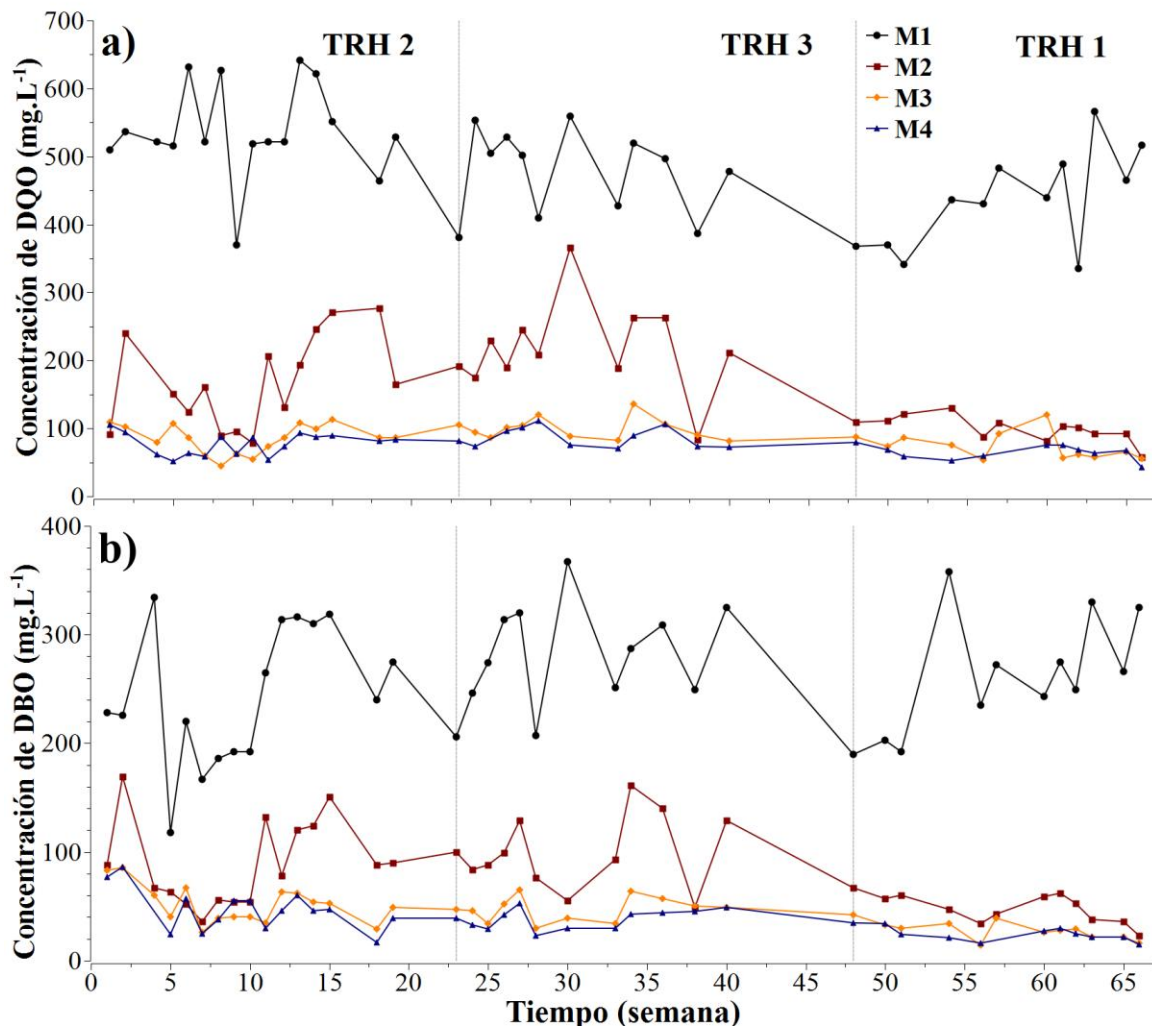 a)
TRH 2
TRH 3
TRH 1
M1
M2
M3
M4
Concentración de DQO (mg.L⁻¹)
700
600
500
400
300
200
100
0
b)
Concentración de DBO (mg.L⁻¹)
400
300
200
100
0
0 5 10 15 20 25 30 35 40 45 50 55 60 65
Tiempo (semana)